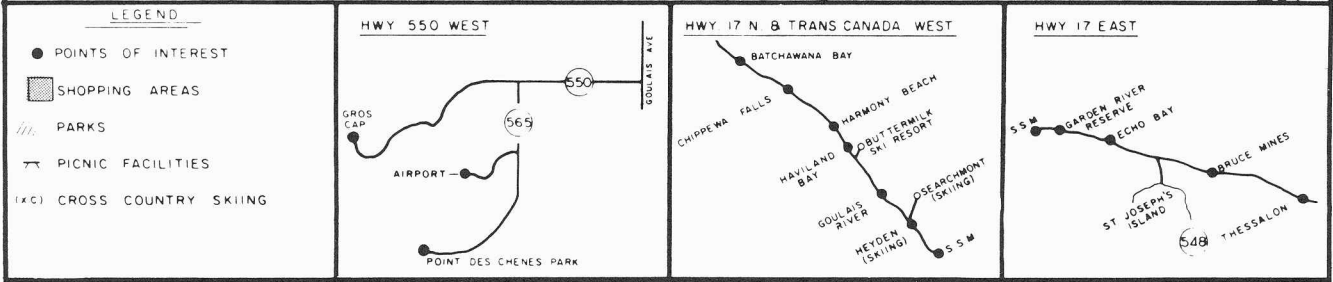 LEGEND
POINTS OF INTEREST
SHOPPING AREAS
PARKS
PICNIC FACILITIES
(XC) CROSS COUNTRY SKIING
HWY 550 WEST
GOULAIS AVE
550
565
GROS
CAP
AIRPORT
POINT DES CHENES PARK
HWY 17 N & TRANS CANADA WEST
BATCHAWANA BAY
CHIPPEWA FALLS
HARMONY BEACH
BUTTERMILK
SKI RESORT
HAVILAND
BAY
SEARCHMONT
(SKIING)
GOULAIS
RIVER
HEYDEN
(SKIING)
SSM
HWY 17 EAST
SSM
GARDEN RIVER
RESERVE
ECHO BAY
BRUCE MINES
ST JOSEPH'S
ISLAND
548
THESSALON